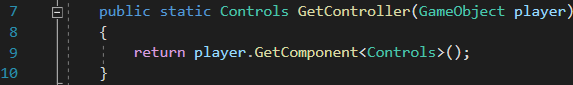 7 public static Controls GetController(GameObject player)
8 {
9 return player.GetComponent<Controls>();
10 }